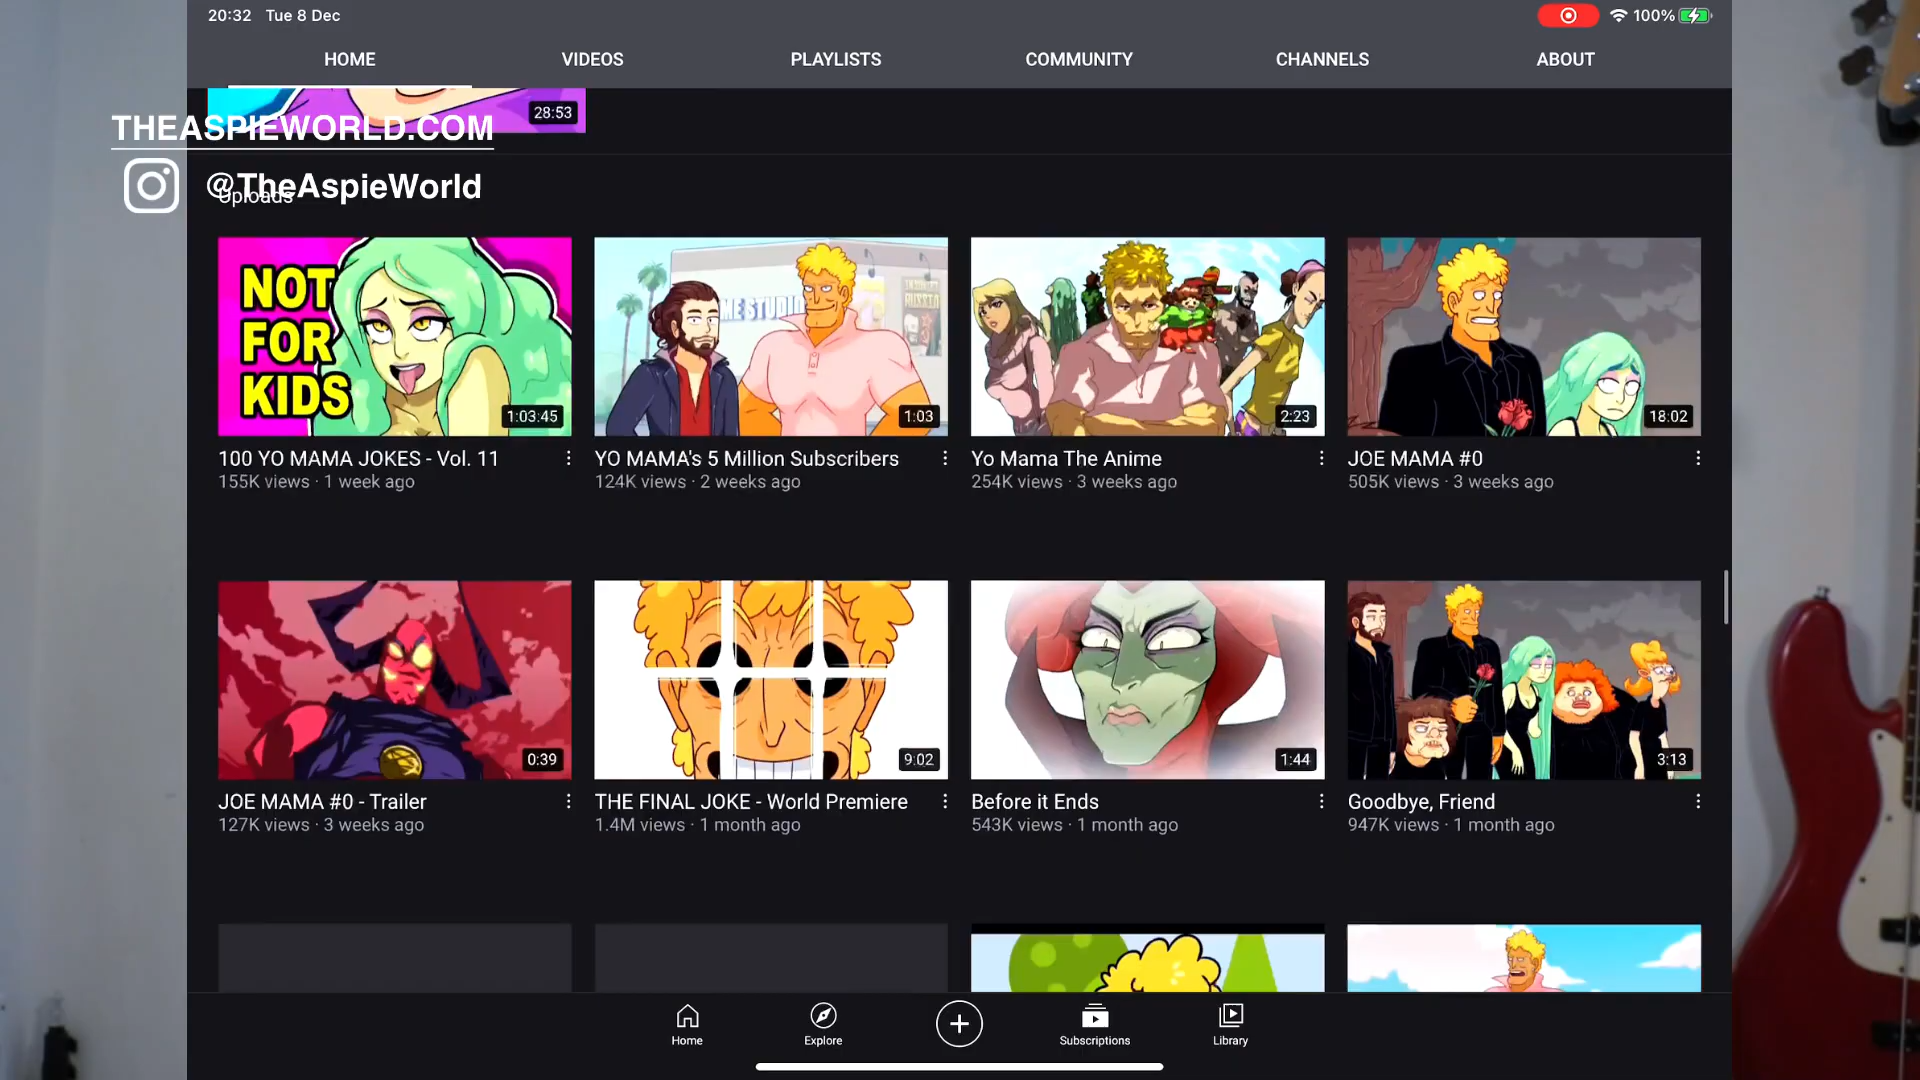 20:32 Tue 8 Dec
100%
HOME VIDEOS PLAYLISTS COMMUNITY CHANNELS ABOUT
28:53
THEASPIEWORLD.COM
@TheAspieWorld
Uploads
NOT
FOR
KIDS
1:03:45
ME STUDIO
1:03
2:23
18:02
100 YO MAMA JOKES - Vol. 11
155K views · 1 week ago
YO MAMA's 5 Million Subscribers
124K views · 2 weeks ago
Yo Mama The Anime
254K views · 3 weeks ago
JOE MAMA #0
505K views · 3 weeks ago
0:39
9:02
1:44
3:13
JOE MAMA #0 - Trailer
127K views · 3 weeks ago
THE FINAL JOKE - World Premiere
1.4M views · 1 month ago
Before it Ends
543K views · 1 month ago
Goodbye, Friend
947K views · 1 month ago
Home Explore Subscriptions Library